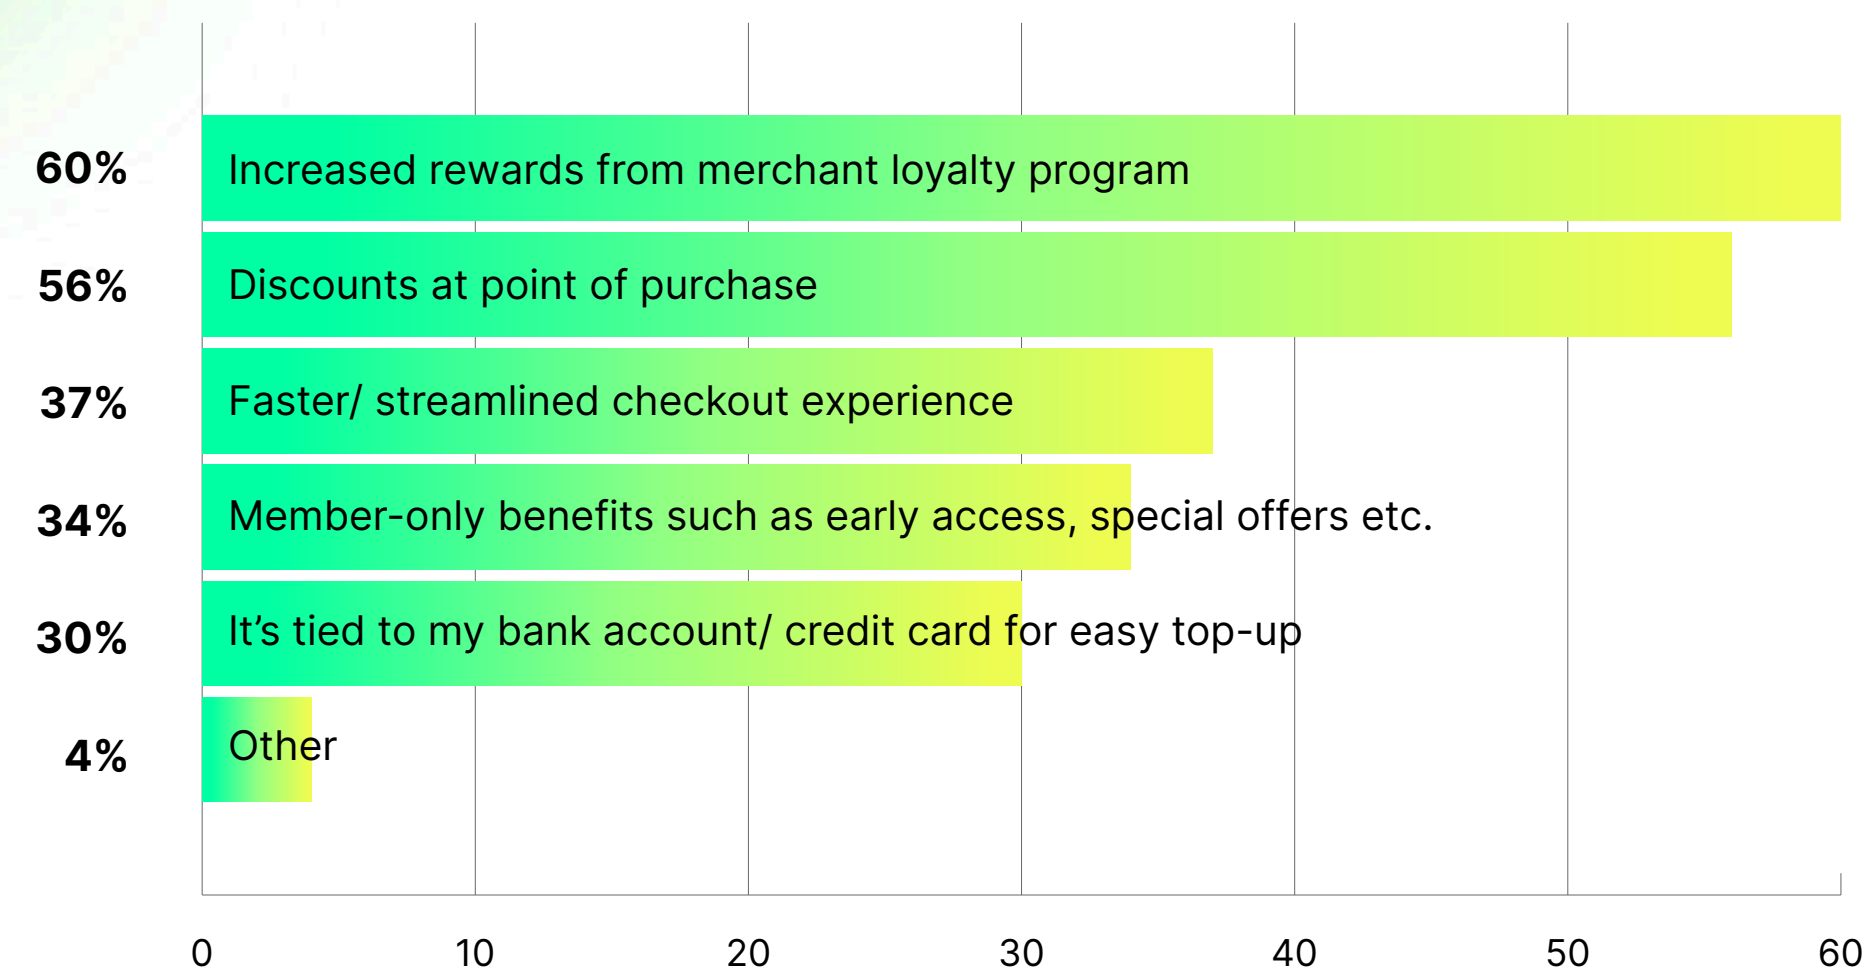 60% Increased rewards from merchant loyalty program
56% Discounts at point of purchase
37% Faster/ streamlined checkout experience
34% Member-only benefits such as early access, special offers etc.
30% It’s tied to my bank account/ credit card for easy top-up
4% Other
0 10 20 30 40 50 60